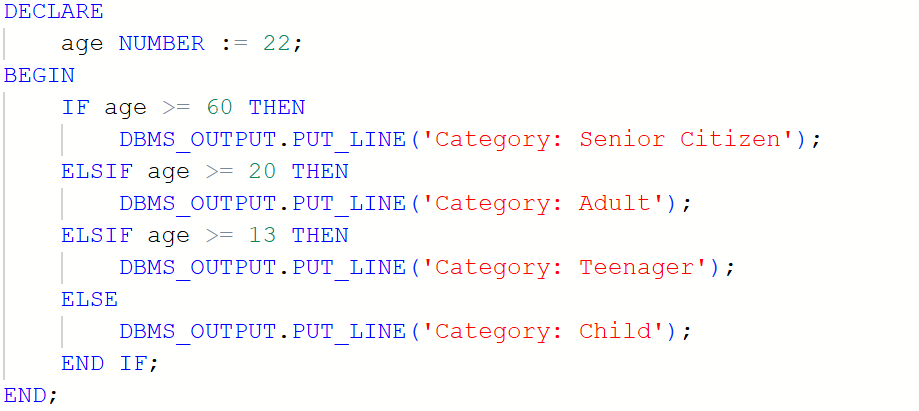 DECLARE
    age NUMBER := 22;
BEGIN
    IF age >= 60 THEN
        DBMS_OUTPUT.PUT_LINE('Category: Senior Citizen');
    ELSIF age >= 20 THEN
        DBMS_OUTPUT.PUT_LINE('Category: Adult');
    ELSIF age >= 13 THEN
        DBMS_OUTPUT.PUT_LINE('Category: Teenager');
    ELSE
        DBMS_OUTPUT.PUT_LINE('Category: Child');
    END IF;
END;